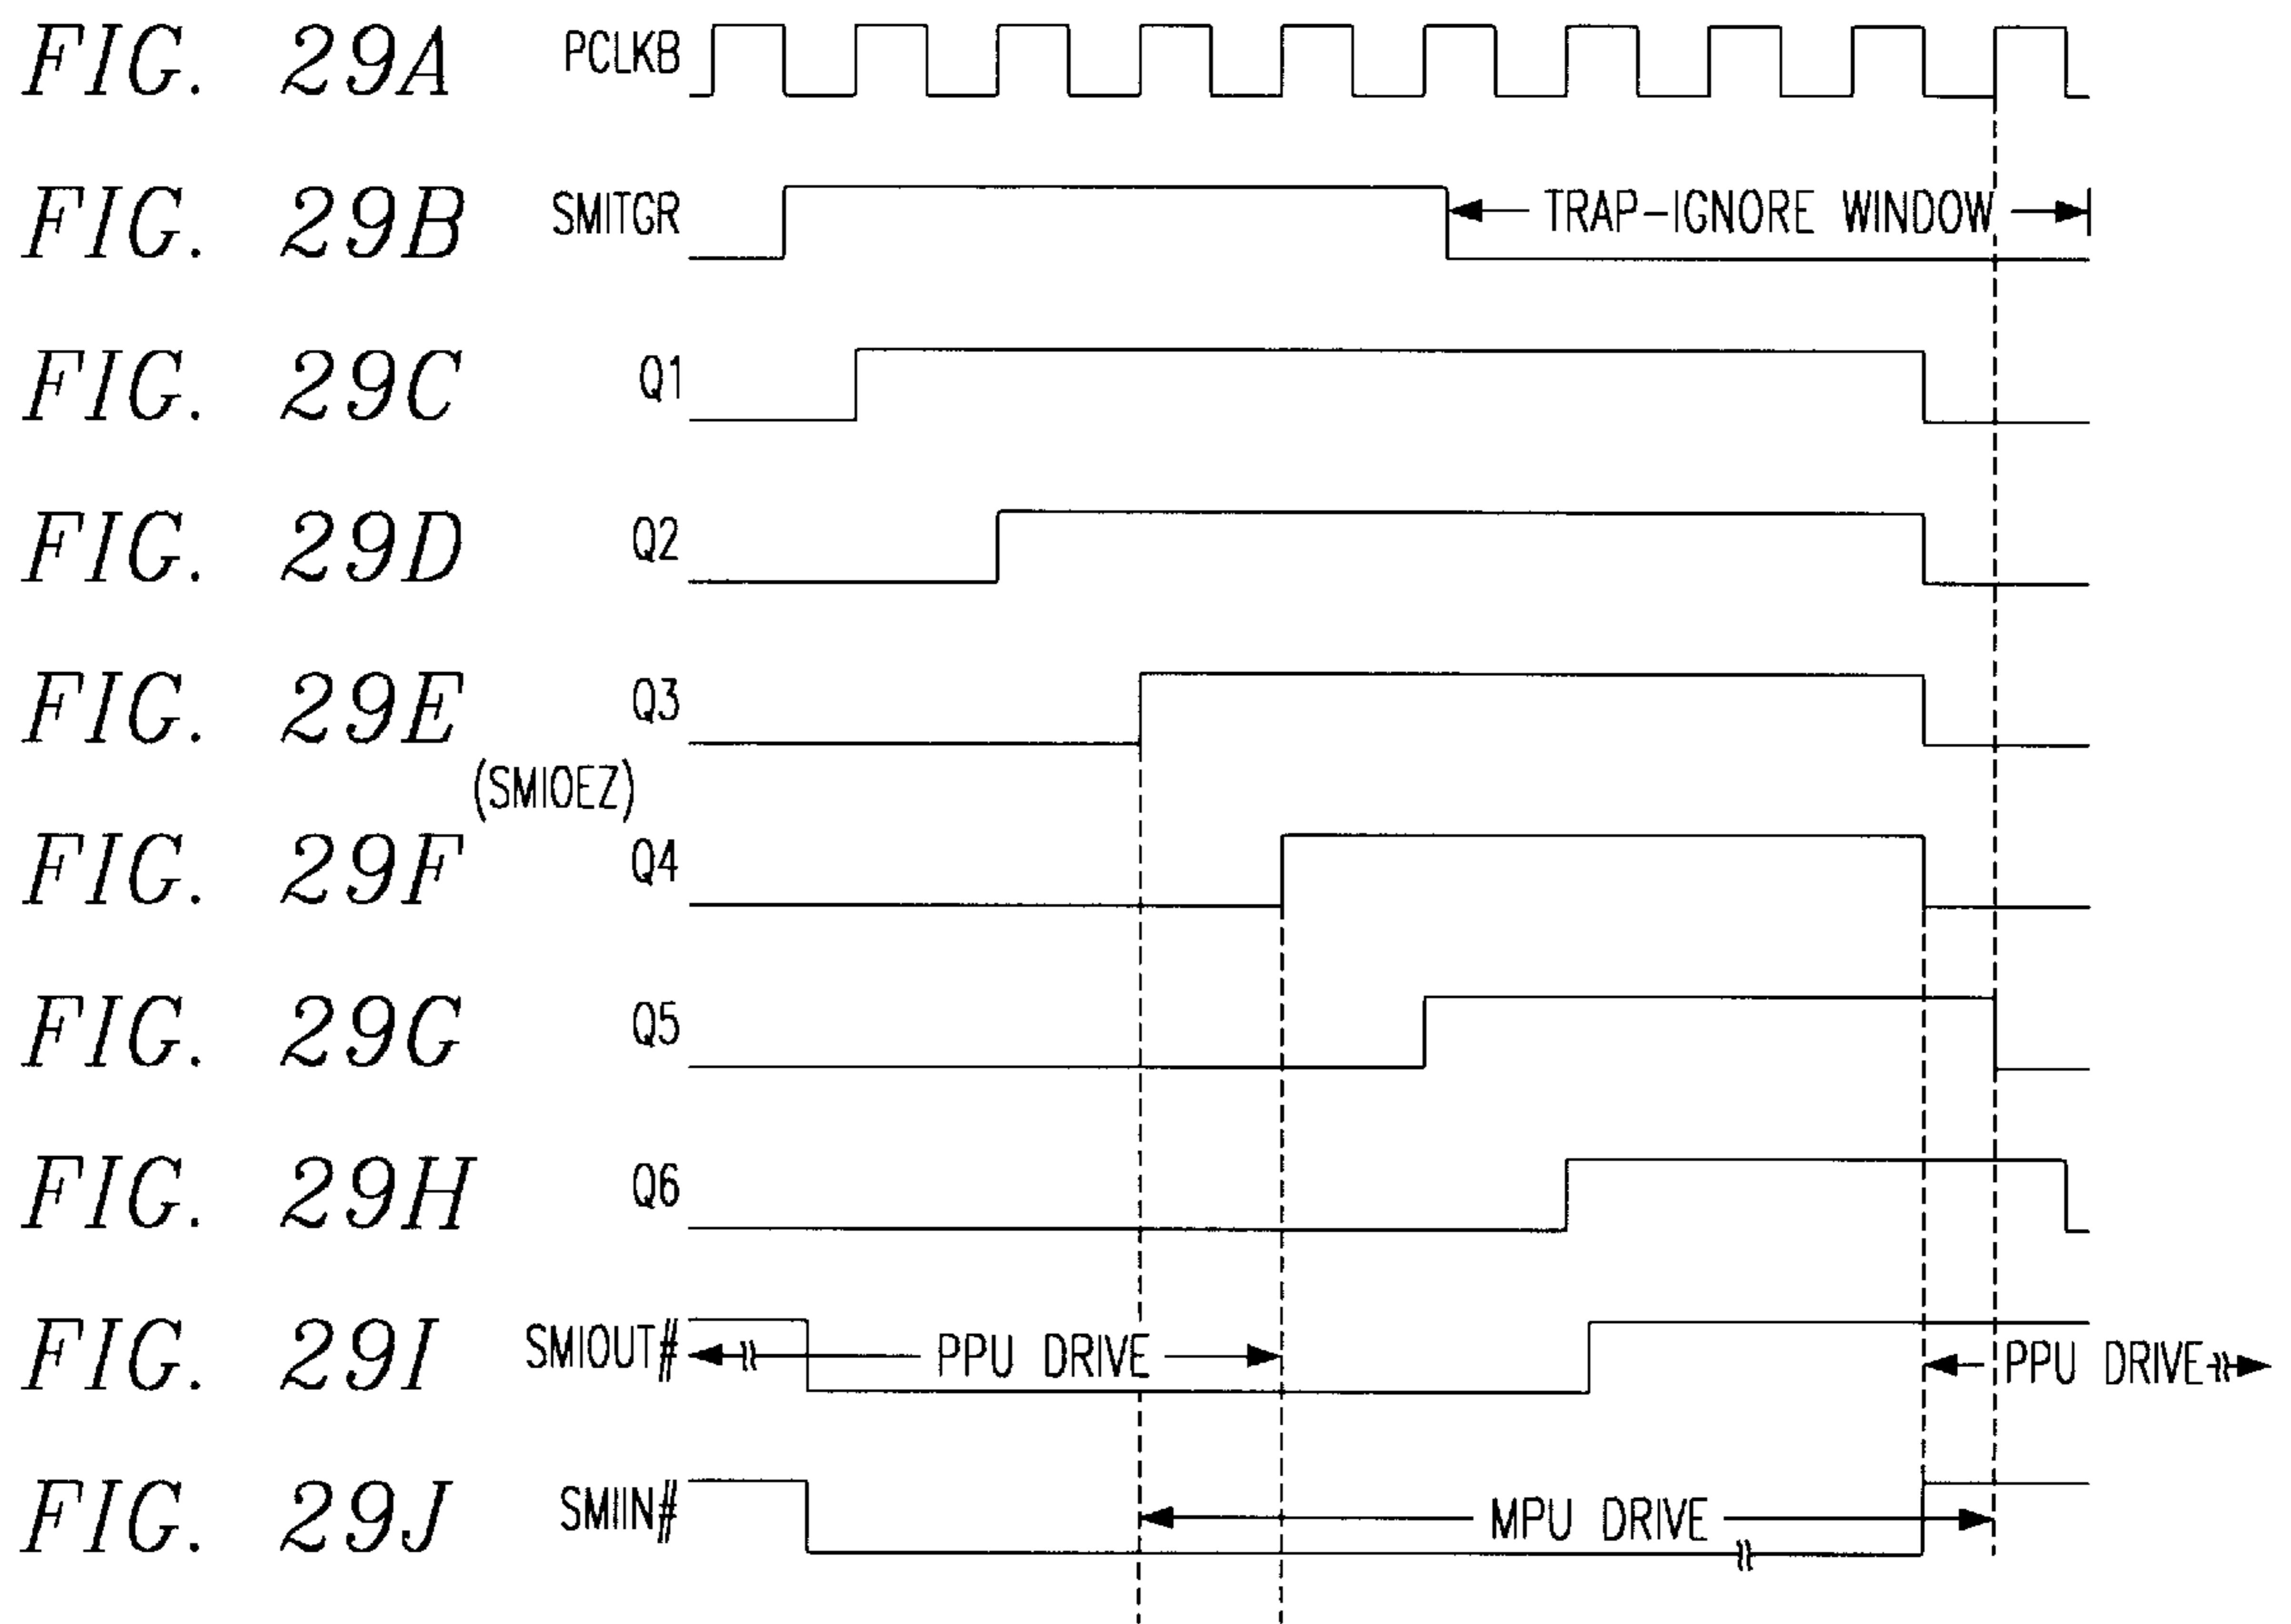 FIG. 29A PCLKB
FIG. 29B SMITGR TRAP-IGNORE WINDOW
FIG. 29C Q1
FIG. 29D Q2
FIG. 29E Q3
(SMIOEZ)
FIG. 29F Q4
FIG. 29G Q5
FIG. 29H Q6
FIG. 29I SMIOUT# PPU DRIVE PPU DRIVE
FIG. 29J SMIIN# MPU DRIVE